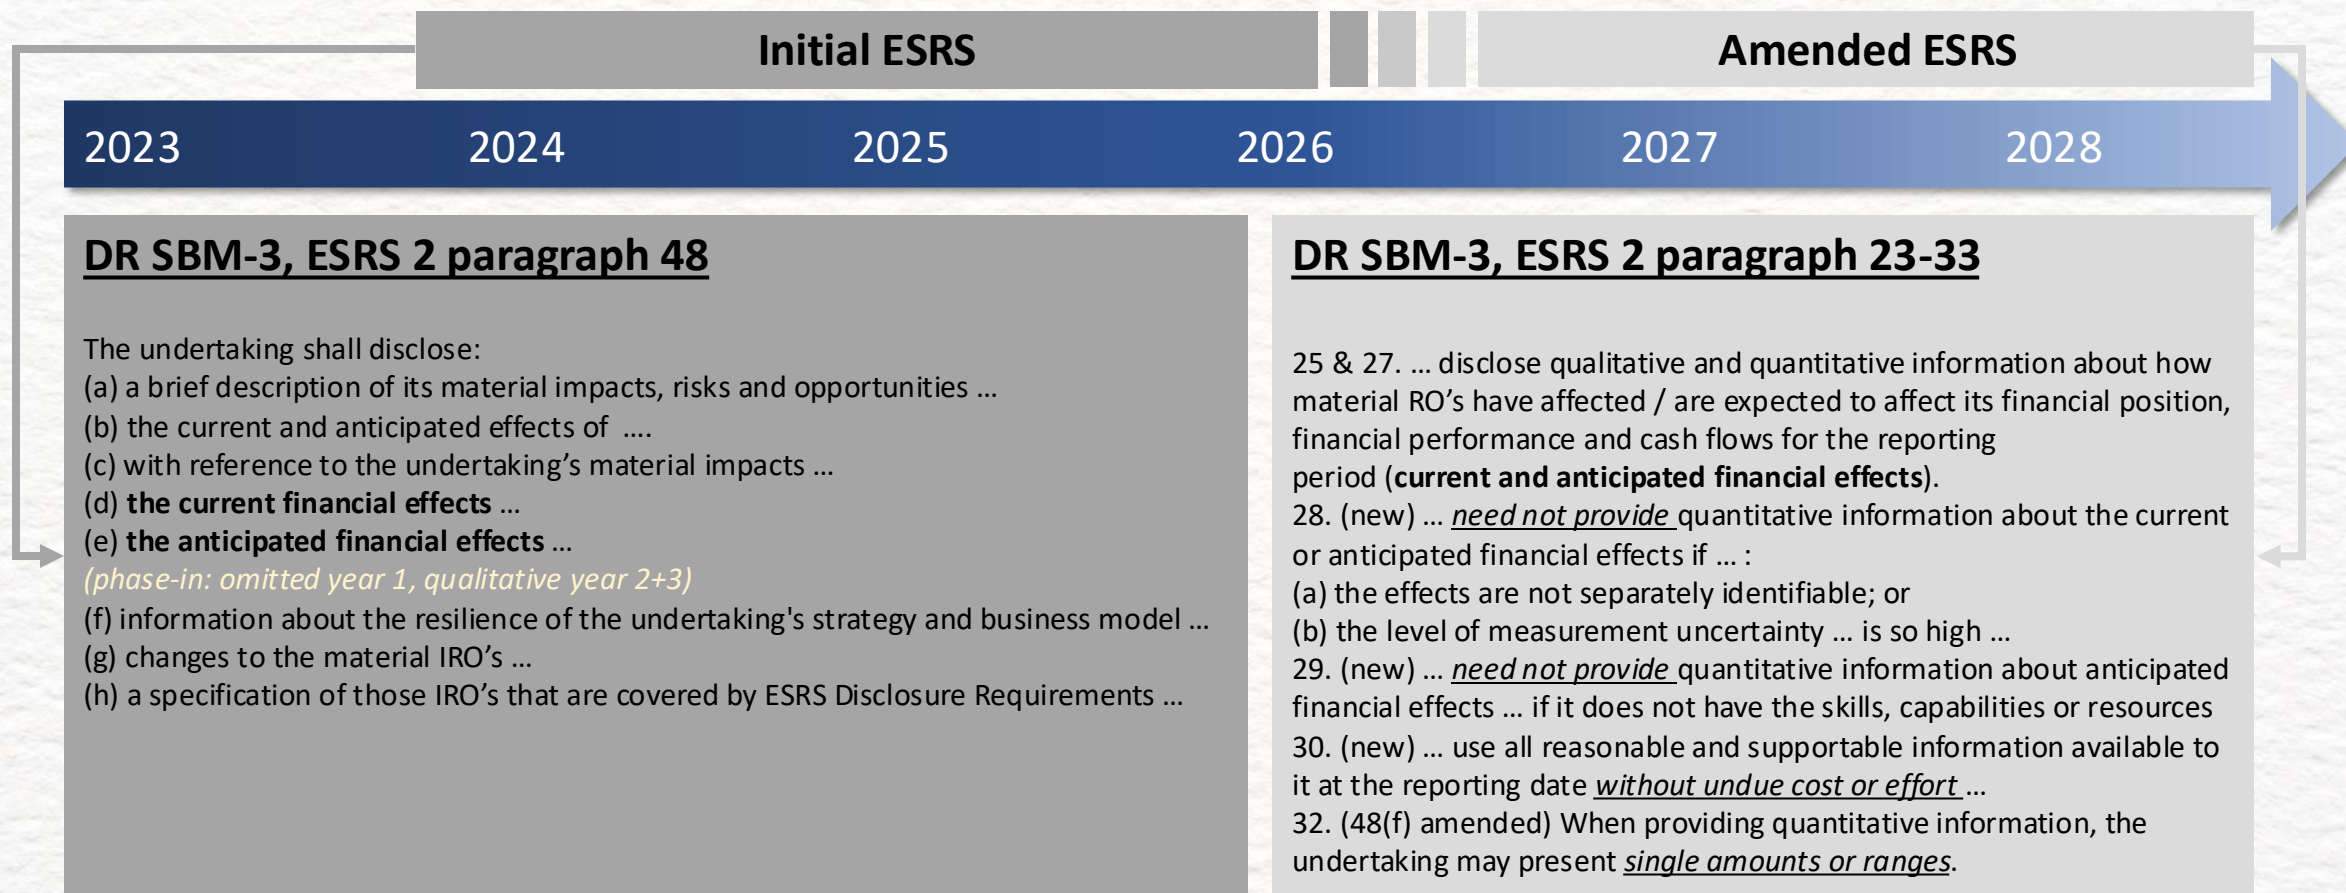 Initial ESRS
Amended ESRS
2023 2024 2025 2026 2027 2028
DR SBM-3, ESRS 2 paragraph 48
The undertaking shall disclose:
(a) a brief description of its material impacts, risks and opportunities …
(b) the current and anticipated effects of ….
(c) with reference to the undertaking’s material impacts …
(d) the current financial effects …
(e) the anticipated financial effects …
(phase-in: omitted year 1, qualitative year 2+3)
(f) information about the resilience of the undertaking's strategy and business model …
(g) changes to the material IRO’s …
(h) a specification of those IRO’s that are covered by ESRS Disclosure Requirements …
DR SBM-3, ESRS 2 paragraph 23-33
25 & 27. … disclose qualitative and quantitative information about how
material RO’s have affected / are expected to affect its financial position,
financial performance and cash flows for the reporting
period (current and anticipated financial effects).
28. (new) … need not provide quantitative information about the current
or anticipated financial effects if … :
(a) the effects are not separately identifiable; or
(b) the level of measurement uncertainty … is so high …
29. (new) … need not provide quantitative information about anticipated
financial effects … if it does not have the skills, capabilities or resources
30. (new) … use all reasonable and supportable information available to
it at the reporting date without undue cost or effort …
32. (48(f) amended) When providing quantitative information, the
undertaking may present single amounts or ranges.